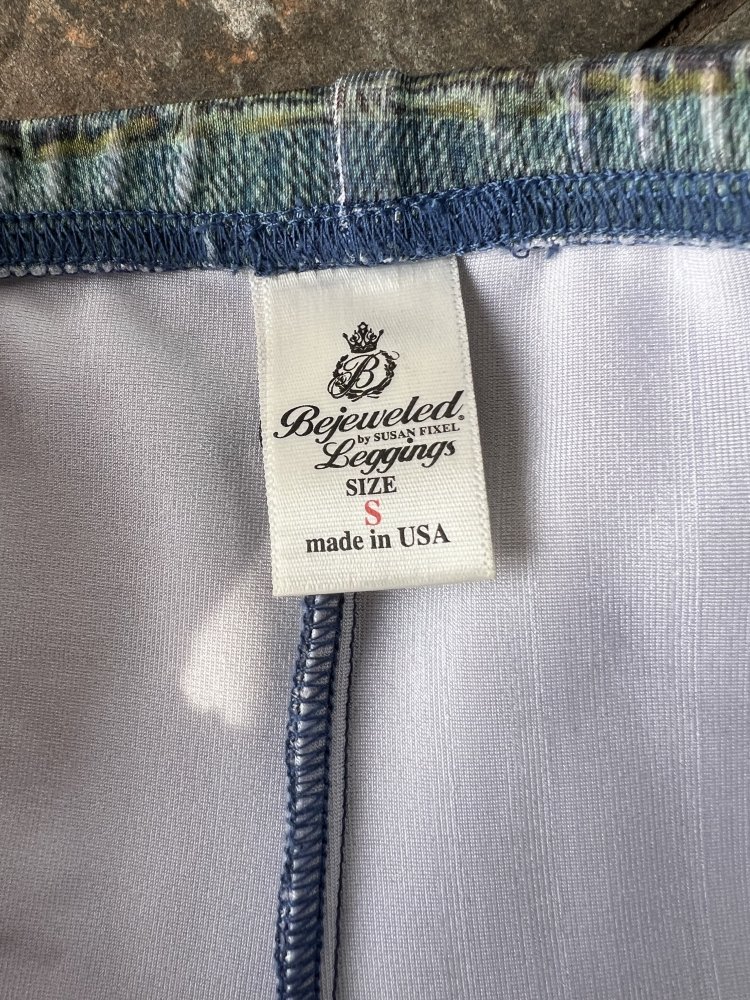 B
Bejeweled®
by SUSAN FIXEL
Leggings
SIZE
S
made in USA